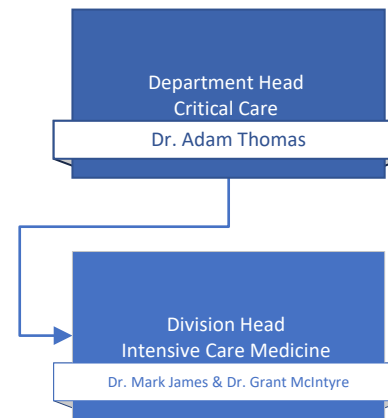 Department Head
Critical Care
Dr. Adam Thomas
Division Head
Intensive Care Medicine
Dr. Mark James & Dr. Grant McIntyre